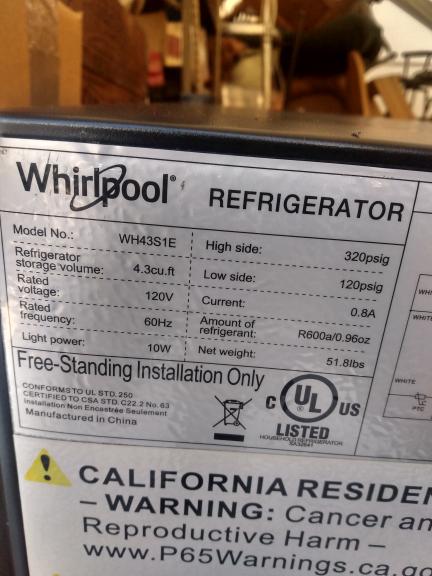 Whirlpool® REFRIGERATOR
Model No.: WH43S1E
High side: 320psig
Refrigerator storage volume: 4.3cu.ft
Low side: 120psig
Rated voltage: 120V
Current: 0.8A
Rated frequency: 60Hz
Amount of refrigerant: R600a/0.96oz
Light power: 10W
Net weight: 51.8lbs
Free-Standing Installation Only
CONFORMS TO UL STD. 250
CERTIFIED TO CSA STD. C22.2 No. 63
Installation Non Encastrée Seulement
Manufactured in China
C UL® US
LISTED
HOUSEHOLD REFRIGERATOR
WHITE
PTC
CALIFORNIA RESIDEN
– WARNING: Cancer an
Reproductive Harm –
www.P65Warnings.ca.go